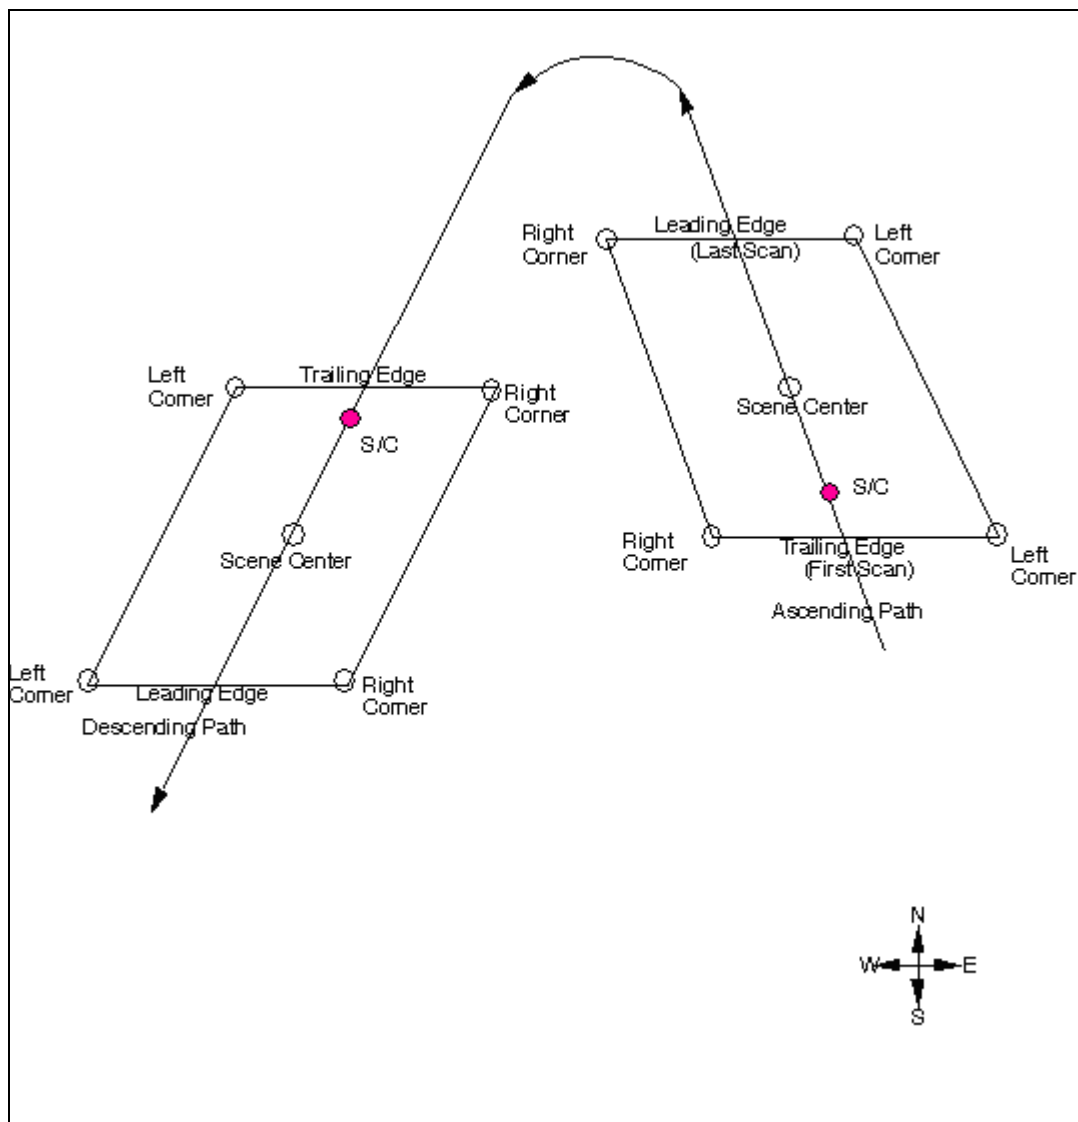 Right
Corner
Leading Edge
(Last Scan)
Left
Corner
Left
Corner
Trailing Edge
Right
Corner
S/C
Scene Center
Scene Center
S/C
Right
Corner
Trailing Edge
(First Scan)
Left
Corner
Ascending Path
Left
Corner
Leading Edge
Right
Corner
Descending Path
N
W
E
S